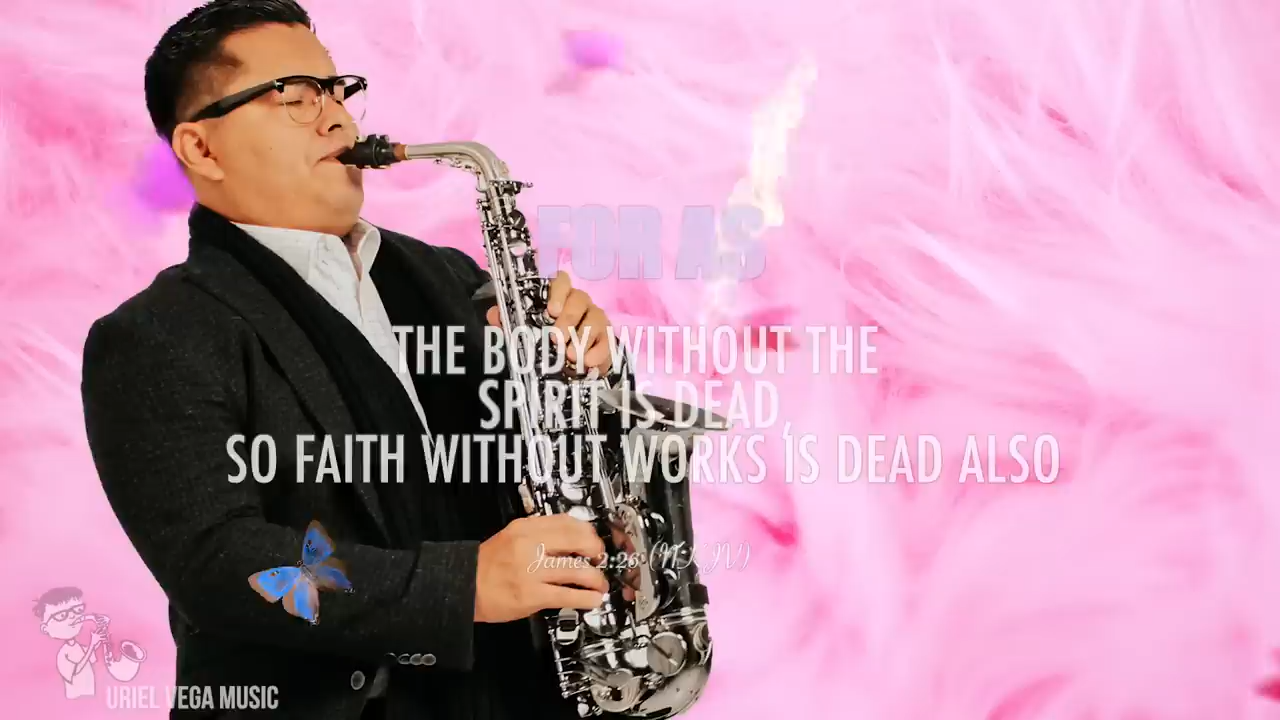 FOR AS
THE BODY WITHOUT THE
SPIRIT IS DEAD,
SO FAITH WITHOUT WORKS IS DEAD ALSO
James 2:26 (NKJV)
URIEL VEGA MUSIC